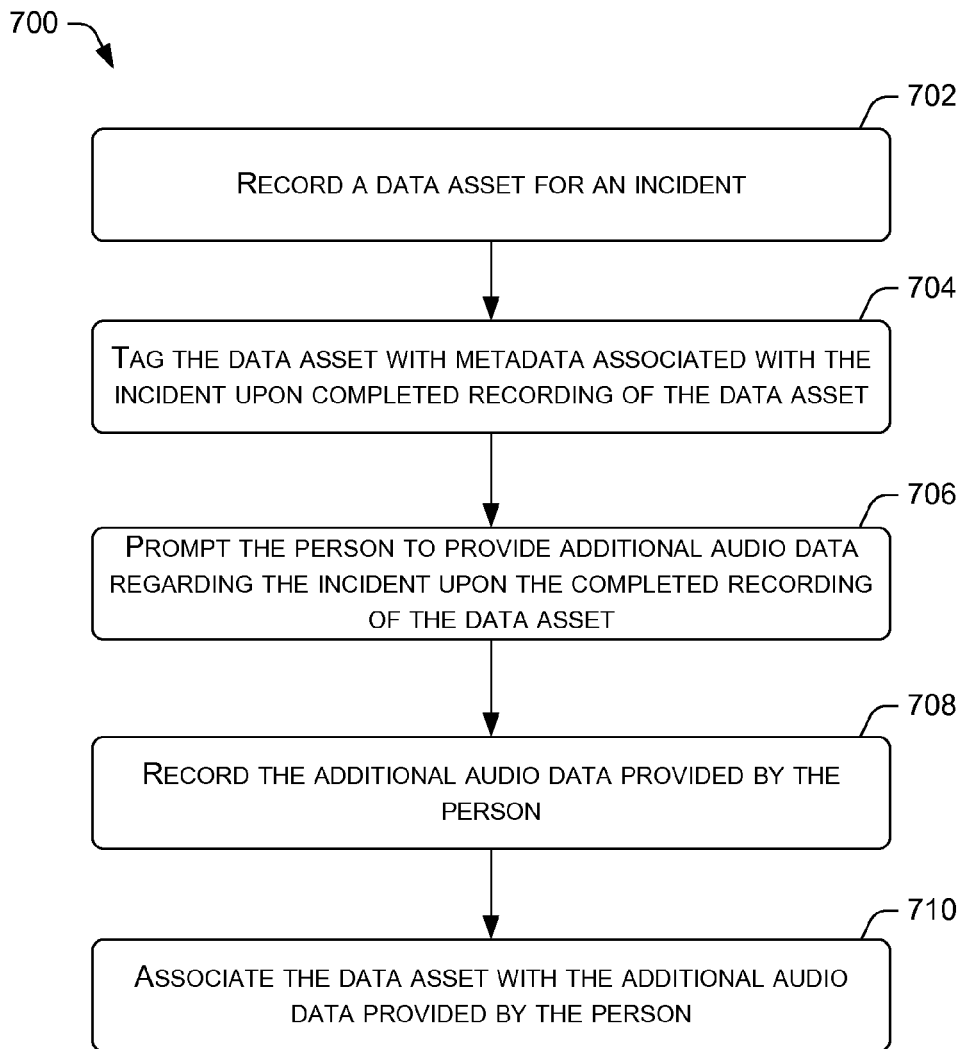 700
702
RECORD A DATA ASSET FOR AN INCIDENT
704
TAG THE DATA ASSET WITH METADATA ASSOCIATED WITH THE
INCIDENT UPON COMPLETED RECORDING OF THE DATA ASSET
706
PROMPT THE PERSON TO PROVIDE ADDITIONAL AUDIO DATA
REGARDING THE INCIDENT UPON THE COMPLETED RECORDING
OF THE DATA ASSET
708
RECORD THE ADDITIONAL AUDIO DATA PROVIDED BY THE
PERSON
710
ASSOCIATE THE DATA ASSET WITH THE ADDITIONAL AUDIO
DATA PROVIDED BY THE PERSON